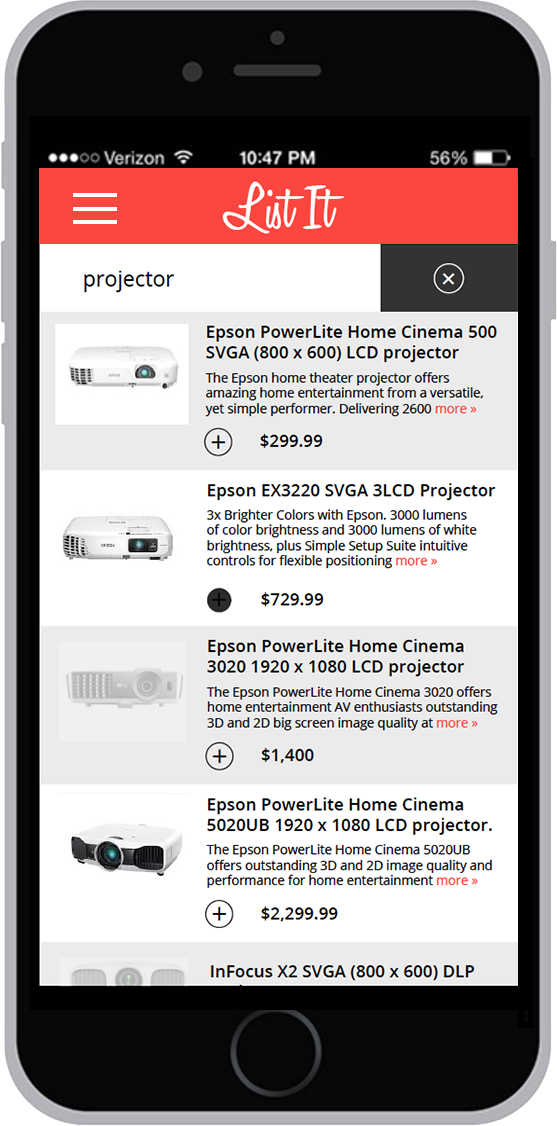 Verizon 10:47 PM 56%
List It
projector
Epson PowerLite Home Cinema 500
SVGA (800 x 600) LCD projector
The Epson home theater projector offers
amazing home entertainment from a versatile,
yet simple performer. Delivering 2600 more »
$299.99
Epson EX3220 SVGA 3LCD Projector
3x Brighter Colors with Epson. 3000 lumens
of color brightness and 3000 lumens of white
brightness, plus Simple Setup Suite intuitive
controls for flexible positioning more »
$729.99
Epson PowerLite Home Cinema
3020 1920 x 1080 LCD projector
The Epson PowerLite Home Cinema 3020 offers
home entertainment AV enthusiasts outstanding
3D and 2D big screen image quality at more »
$1,400
Epson PowerLite Home Cinema
5020UB 1920 x 1080 LCD projector.
The Epson PowerLite Home Cinema 5020UB
offers outstanding 3D and 2D image quality and
performance for home entertainment more »
$2,299.99
InFocus X2 SVGA (800 x 600) DLP